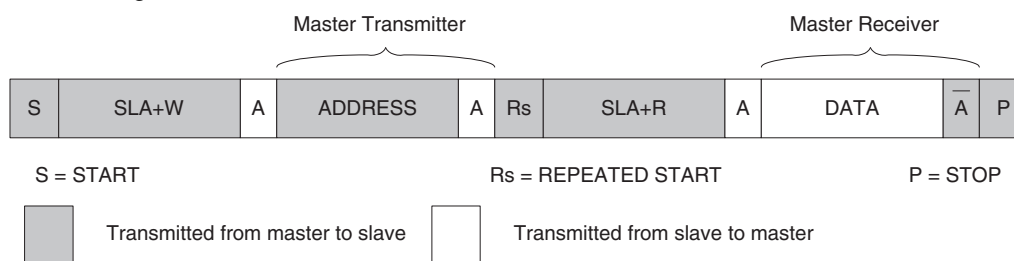 Master Transmitter Master Receiver
S SLA+W A ADDRESS A Rs SLA+R A DATA A̅ P
S = START Rs = REPEATED START P = STOP
Transmitted from master to slave Transmitted from slave to master